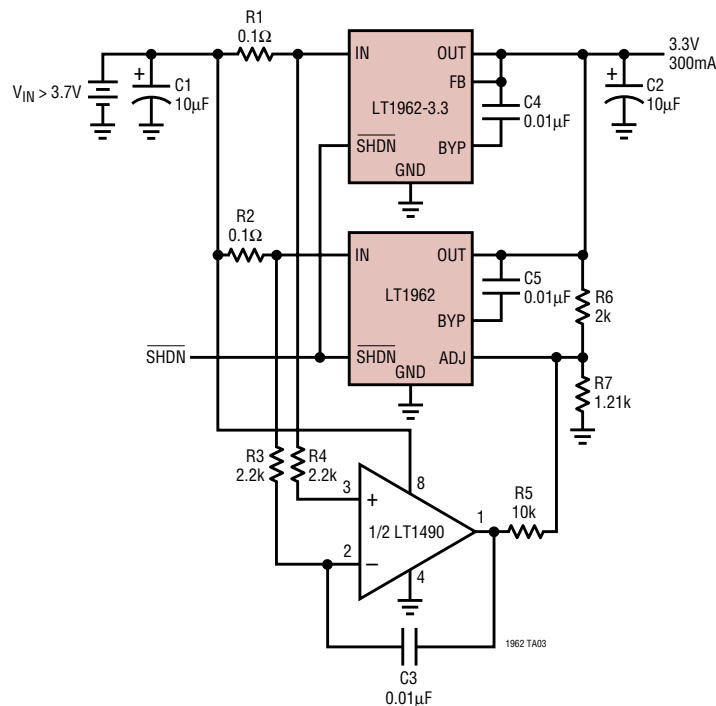 R1
0.1Ω
VIN > 3.7V
+
C1
10µF
IN
OUT
FB
LT1962-3.3
SHDN
BYP
GND
C4
0.01µF
3.3V
300mA
+
C2
10µF
R2
0.1Ω
IN
OUT
LT1962
BYP
SHDN
SHDN
ADJ
GND
C5
0.01µF
R6
2k
R7
1.21k
R3
2.2k
R4
2.2k
3
+
8
1/2 LT1490
1
2
–
4
R5
10k
C3
0.01µF
1962 TA03